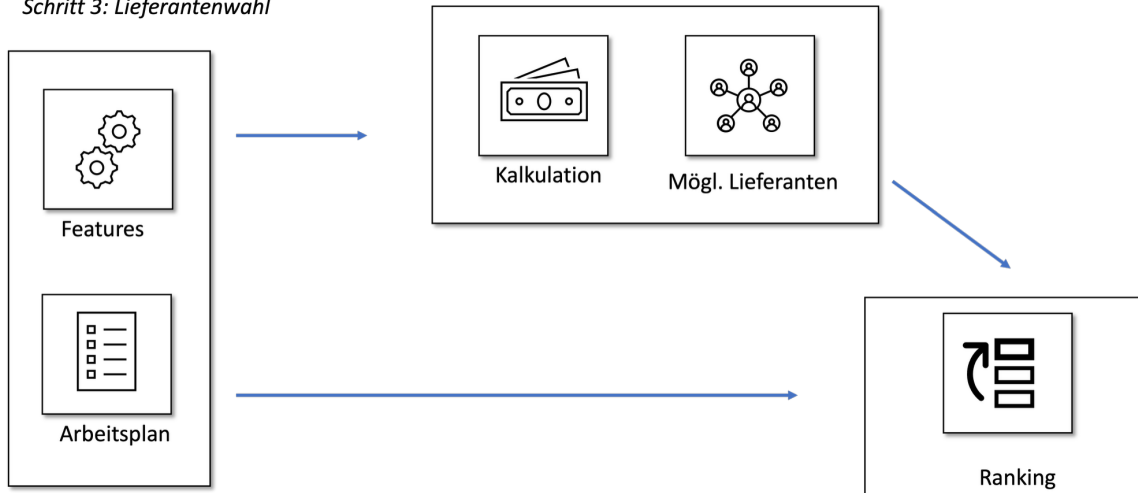 Schritt 3: Lieferantenwahl
Features
Arbeitsplan
Kalkulation
Mögl. Lieferanten
Ranking